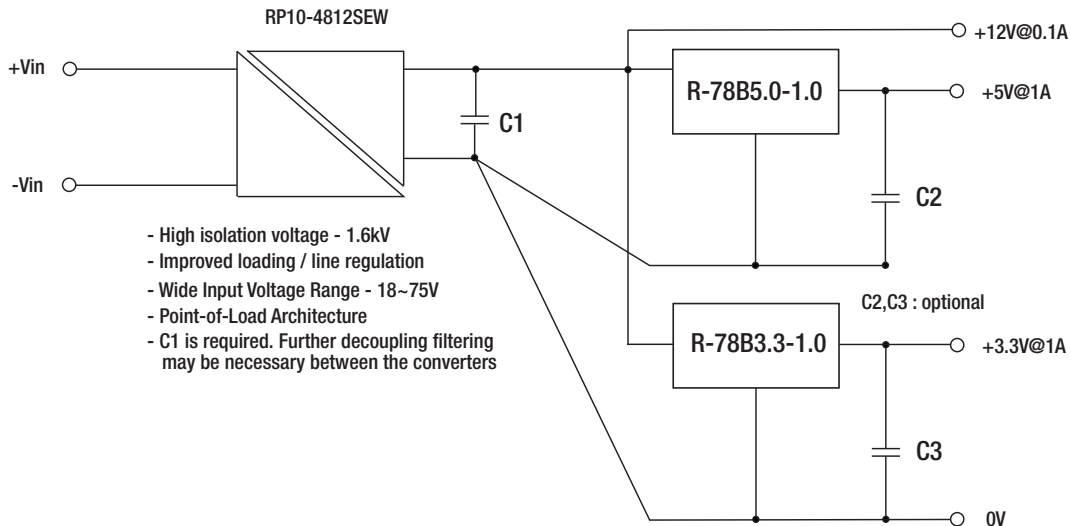 RP10-4812SEW
+12V@0.1A
+Vin
R-78B5.0-1.0
+5V@1A
C1
-Vin
C2
- High isolation voltage - 1.6kV
- Improved loading / line regulation
- Wide Input Voltage Range - 18~75V
- Point-of-Load Architecture
- C1 is required. Further decoupling filtering
may be necessary between the converters
C2,C3 : optional
R-78B3.3-1.0
+3.3V@1A
C3
0V